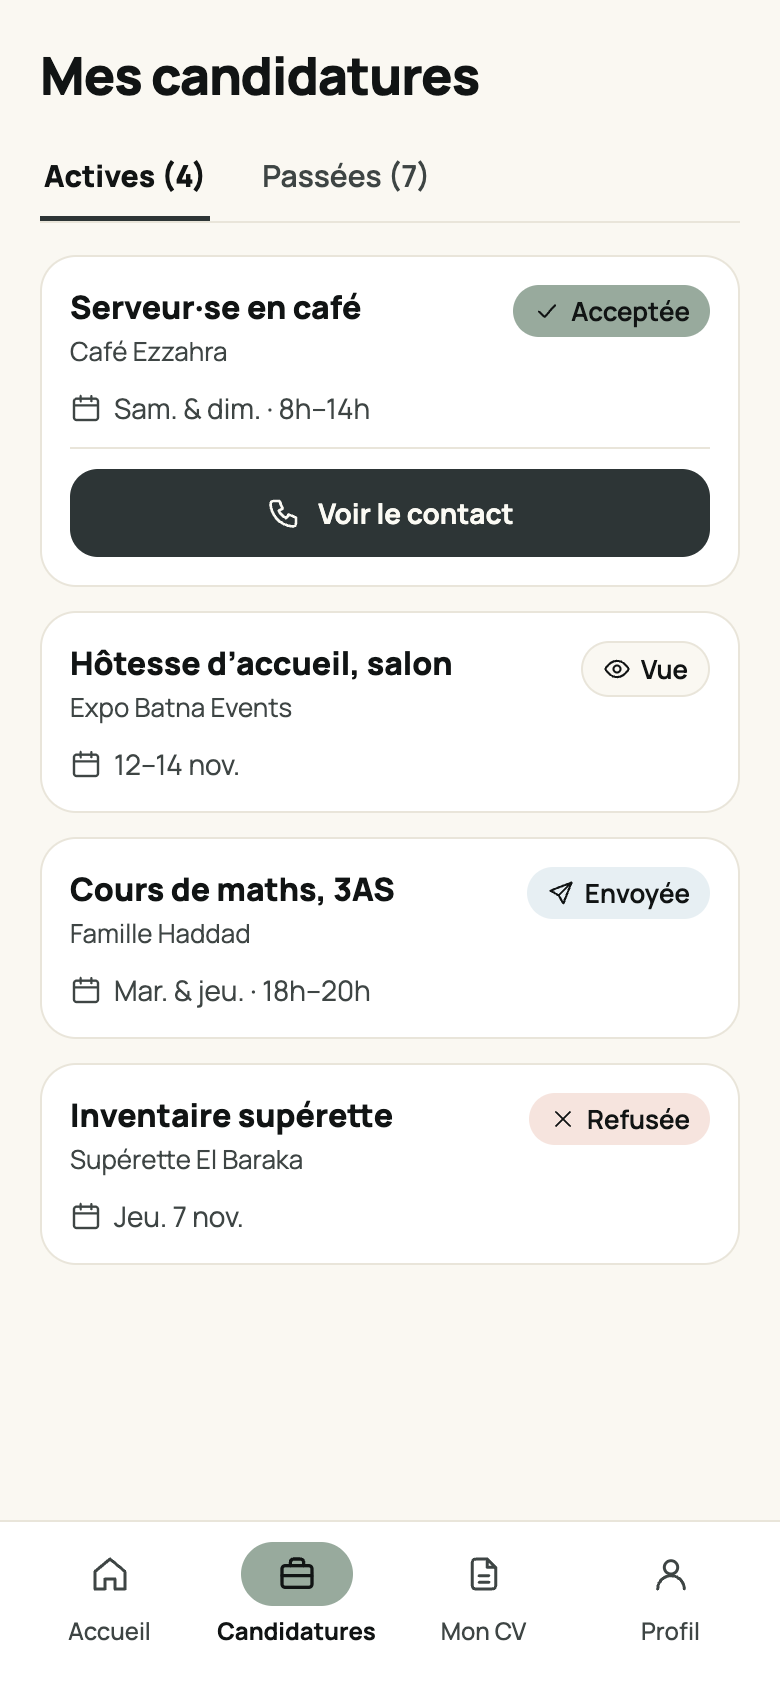 Mes candidatures
Actives (4)
Passées (7)
Serveur·se en café
Acceptée
Café Ezzahra
Sam. & dim. · 8h–14h
Voir le contact
Hôtesse d’accueil, salon
Vue
Expo Batna Events
12–14 nov.
Cours de maths, 3AS
Envoyée
Famille Haddad
Mar. & jeu. · 18h–20h
Inventaire supérette
Refusée
Supérette El Baraka
Jeu. 7 nov.
Accueil
Candidatures
Mon CV
Profil